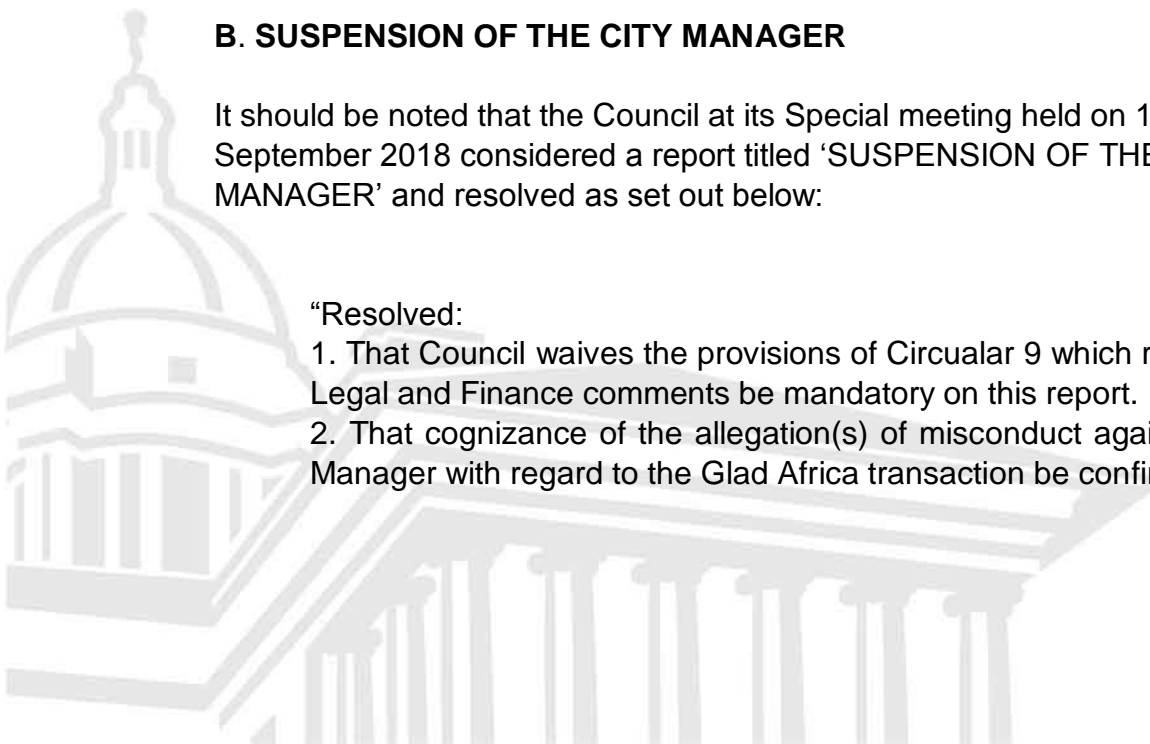 B. SUSPENSION OF THE CITY MANAGER
It should be noted that the Council at its Special meeting held on 1
September 2018 considered a report titled ‘SUSPENSION OF THE
MANAGER’ and resolved as set out below:
“Resolved:
1. That Council waives the provisions of Circualar 9 which
Legal and Finance comments be mandatory on this report.
2. That cognizance of the allegation(s) of misconduct
Manager with regard to the Glad Africa transaction be